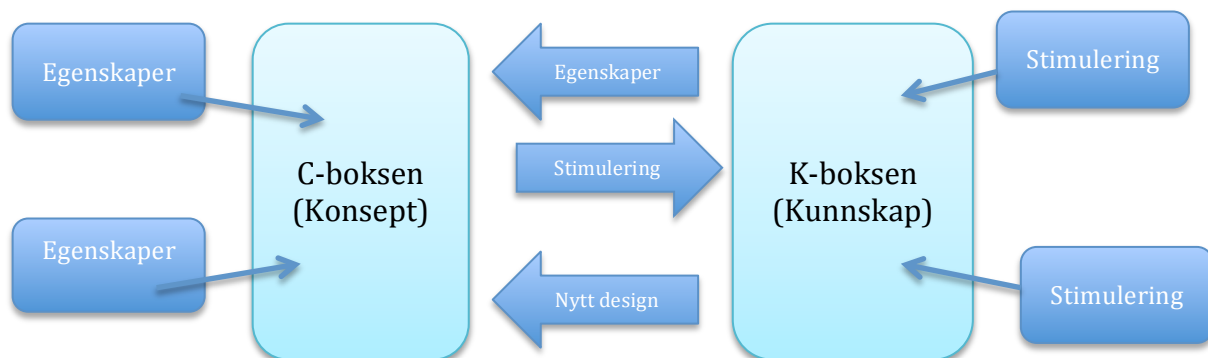 Egenskaper
Egenskaper
Stimulering
C-boksen
(Konsept)
Stimulering
K-boksen
(Kunnskap)
Egenskaper
Nytt design
Stimulering